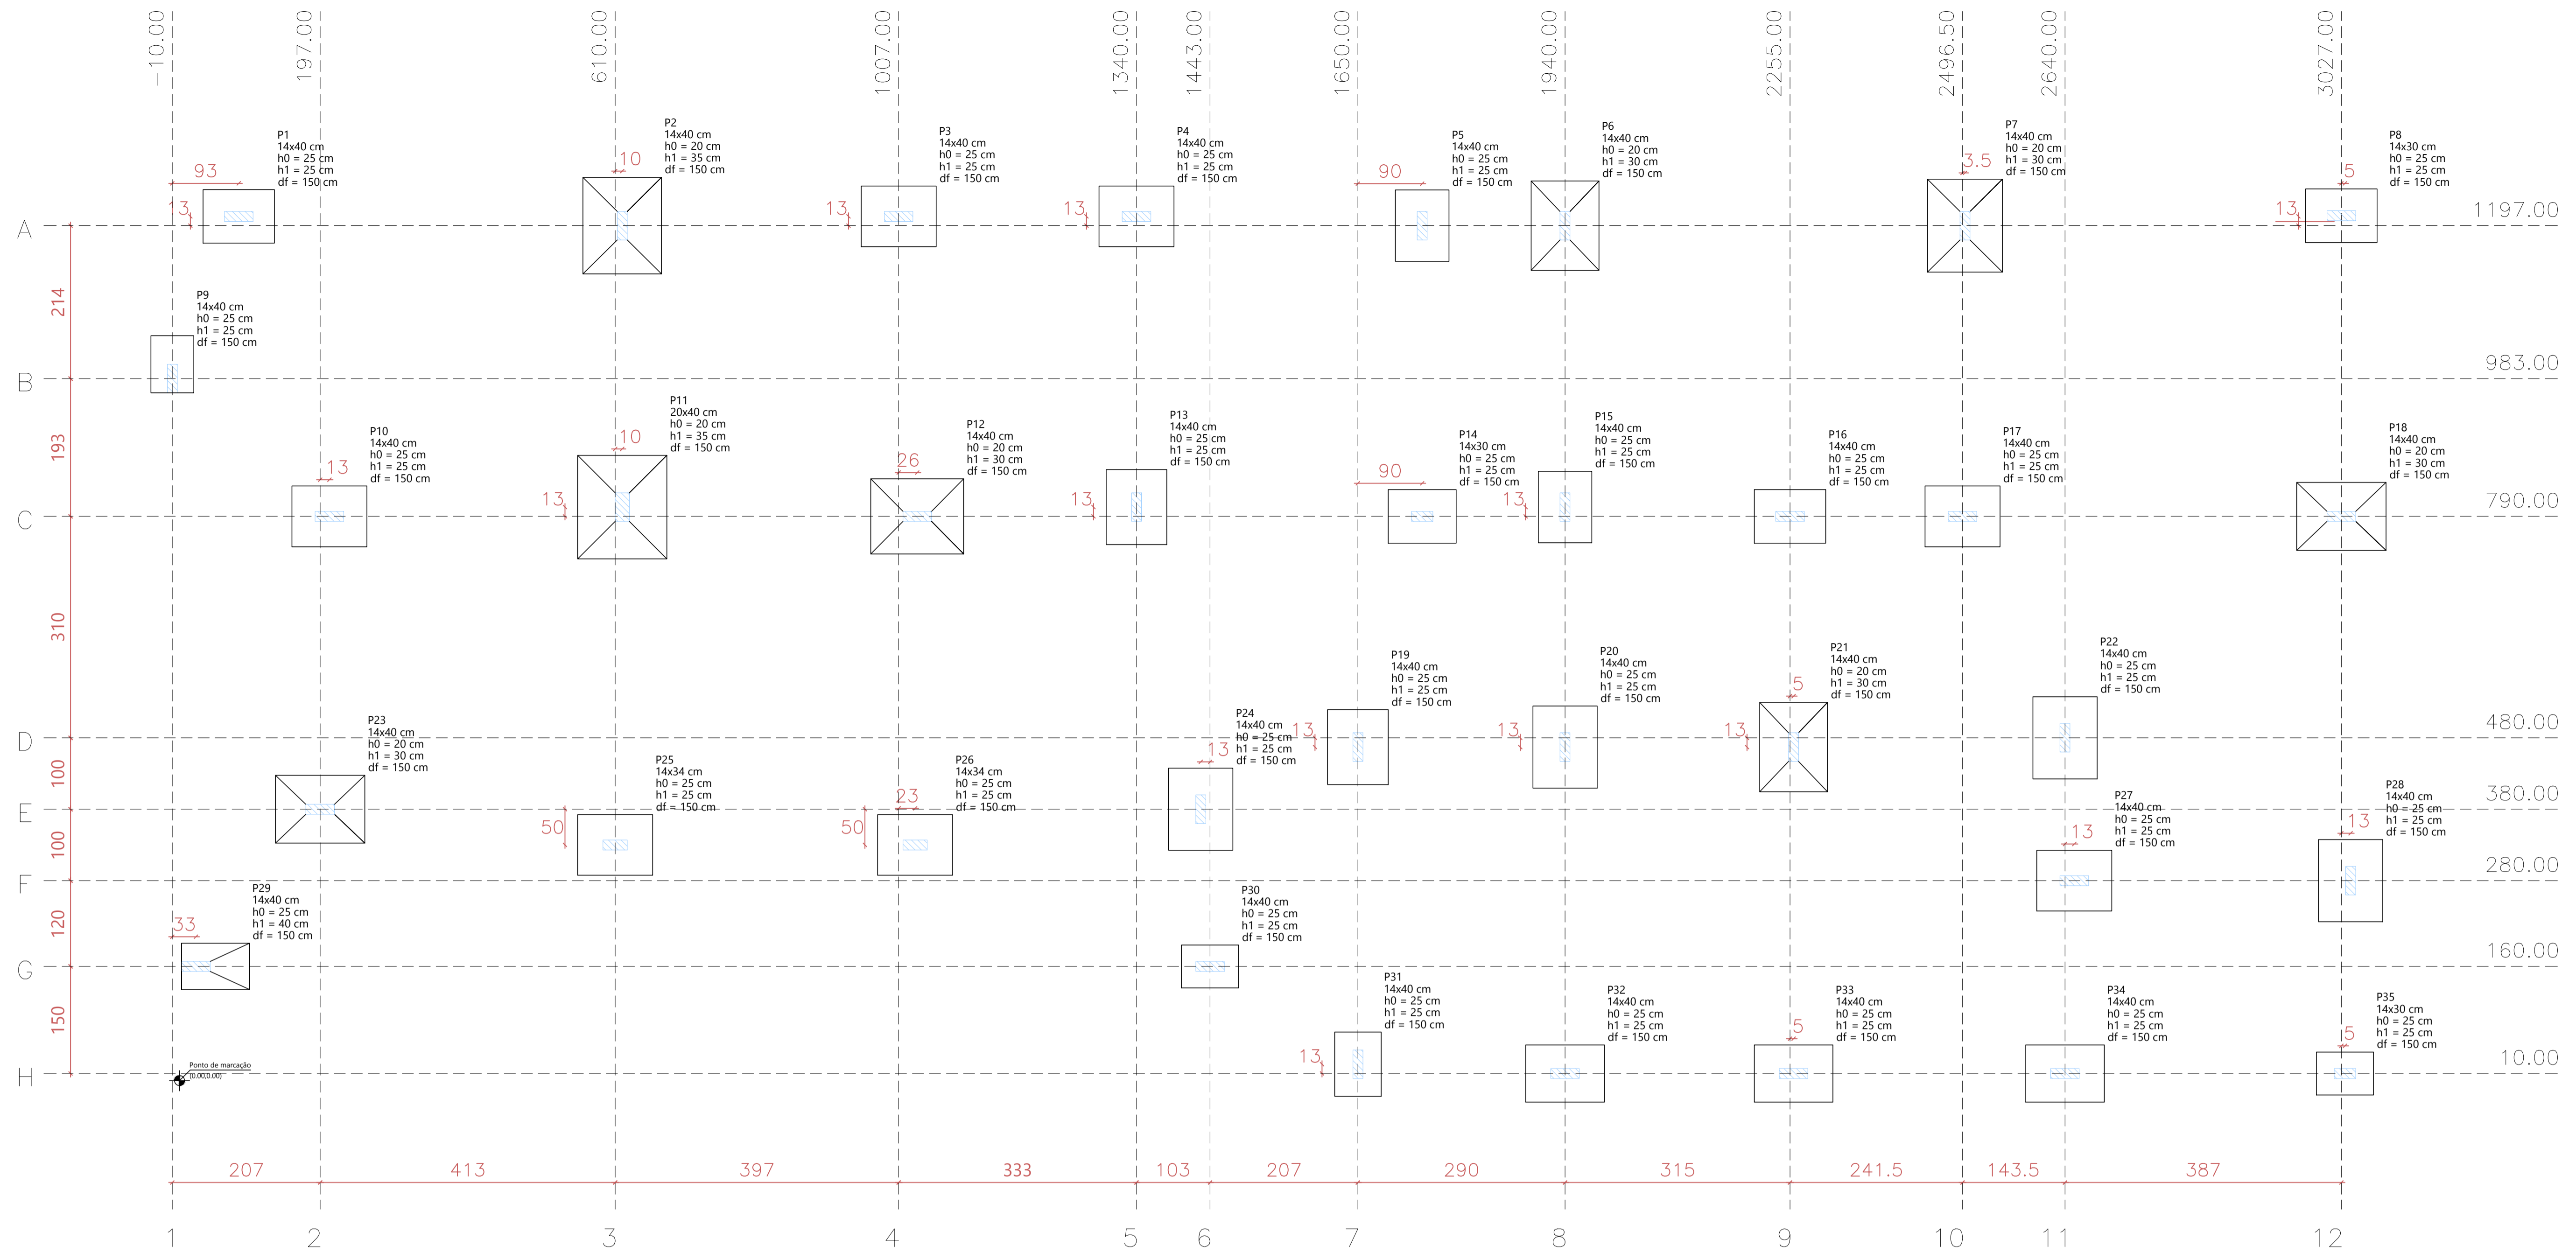 -10.00
197.00
610.00
1007.00
1340.00
1443.00
1650.00
1940.00
2255.00
2496.50
2640.00
3027.00
P1
14x40 cm
h0 = 25 cm
h1 = 25 cm
df = 150 cm
93
13
P2
14x40 cm
h0 = 20 cm
h1 = 35 cm
df = 150 cm
10
P3
14x40 cm
h0 = 25 cm
h1 = 25 cm
df = 150 cm
13
P4
14x40 cm
h0 = 25 cm
h1 = 25 cm
df = 150 cm
13
P5
14x40 cm
h0 = 25 cm
h1 = 25 cm
df = 150 cm
90
P6
14x40 cm
h0 = 20 cm
h1 = 30 cm
df = 150 cm
P7
14x40 cm
h0 = 20 cm
h1 = 30 cm
df = 150 cm
3.5
P8
14x30 cm
h0 = 25 cm
h1 = 25 cm
df = 150 cm
5
13
A
1197.00
214
P9
14x40 cm
h0 = 25 cm
h1 = 25 cm
df = 150 cm
B
983.00
193
P10
14x40 cm
h0 = 25 cm
h1 = 25 cm
df = 150 cm
13
P11
20x40 cm
h0 = 20 cm
h1 = 35 cm
df = 150 cm
10
13
P12
14x40 cm
h0 = 20 cm
h1 = 30 cm
df = 150 cm
26
P13
14x40 cm
h0 = 25 cm
h1 = 25 cm
df = 150 cm
13
P14
14x30 cm
h0 = 25 cm
h1 = 25 cm
df = 150 cm
90
P15
14x40 cm
h0 = 25 cm
h1 = 25 cm
df = 150 cm
13
P16
14x40 cm
h0 = 25 cm
h1 = 25 cm
df = 150 cm
P17
14x40 cm
h0 = 25 cm
h1 = 25 cm
df = 150 cm
P18
14x40 cm
h0 = 20 cm
h1 = 30 cm
df = 150 cm
C
790.00
310
P19
14x40 cm
h0 = 25 cm
h1 = 25 cm
df = 150 cm
13
P20
14x40 cm
h0 = 25 cm
h1 = 25 cm
df = 150 cm
13
P21
14x40 cm
h0 = 20 cm
h1 = 30 cm
df = 150 cm
5
13
P22
14x40 cm
h0 = 25 cm
h1 = 25 cm
df = 150 cm
D
480.00
100
P23
14x40 cm
h0 = 20 cm
h1 = 30 cm
df = 150 cm
P24
14x40 cm
h0 = 25 cm
h1 = 25 cm
df = 150 cm
13
P25
14x34 cm
h0 = 25 cm
h1 = 25 cm
df = 150 cm
50
P26
14x34 cm
h0 = 25 cm
h1 = 25 cm
df = 150 cm
23
50
E
380.00
100
P27
14x40 cm
h0 = 25 cm
h1 = 25 cm
df = 150 cm
13
P28
14x40 cm
h0 = 25 cm
h1 = 25 cm
df = 150 cm
13
F
280.00
120
P29
14x40 cm
h0 = 25 cm
h1 = 40 cm
df = 150 cm
33
P30
14x40 cm
h0 = 25 cm
h1 = 25 cm
df = 150 cm
G
160.00
150
P31
14x40 cm
h0 = 25 cm
h1 = 25 cm
df = 150 cm
13
P32
14x40 cm
h0 = 25 cm
h1 = 25 cm
df = 150 cm
P33
14x40 cm
h0 = 25 cm
h1 = 25 cm
df = 150 cm
5
P34
14x40 cm
h0 = 25 cm
h1 = 25 cm
df = 150 cm
P35
14x30 cm
h0 = 25 cm
h1 = 25 cm
df = 150 cm
5
Ponto de marcação
(0.00,0.00)
H
10.00
207
413
397
333
103
207
290
315
241.5
143.5
387
1
2
3
4
5
6
7
8
9
10
11
12